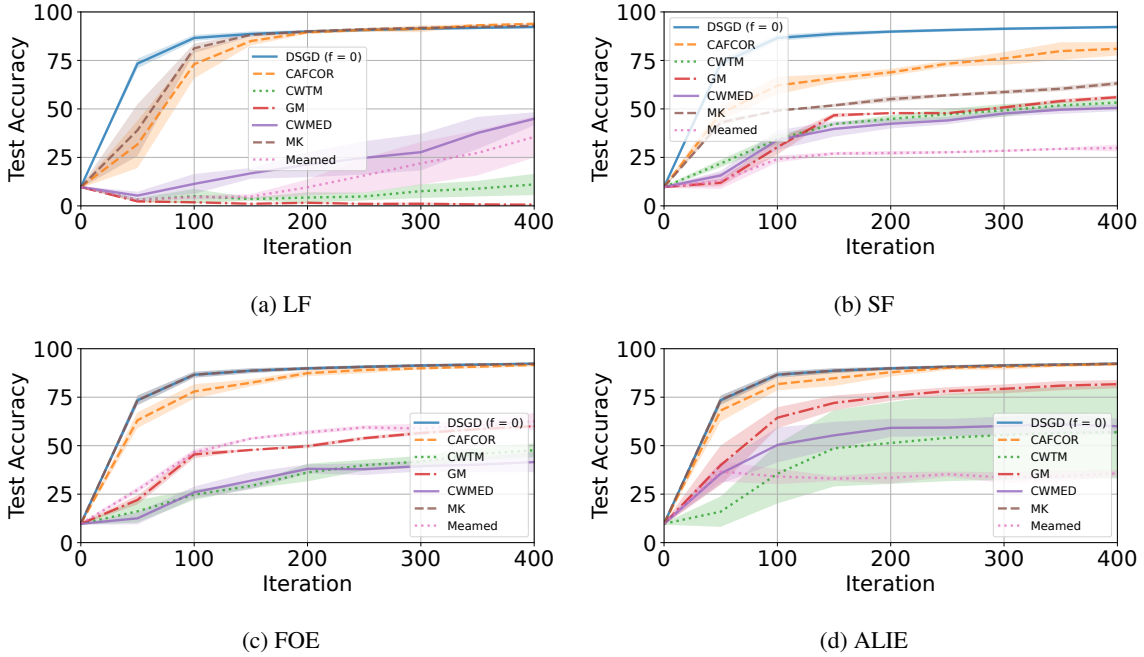 Test Accuracy
100
75
50
25
0
DSGD (f = 0)
CAFCOR
CWTM
GM
CWMED
MK
Meamed
0 100 200 300 400
Iteration
(a) LF
Test Accuracy
100
75
50
25
0
DSGD (f = 0)
CAFCOR
CWTM
GM
CWMED
MK
Meamed
0 100 200 300 400
Iteration
(b) SF
Test Accuracy
100
75
50
25
0
DSGD (f = 0)
CAFCOR
CWTM
GM
CWMED
MK
Meamed
0 100 200 300 400
Iteration
(c) FOE
Test Accuracy
100
75
50
25
0
DSGD (f = 0)
CAFCOR
CWTM
GM
CWMED
MK
Meamed
0 100 200 300 400
Iteration
(d) ALIE